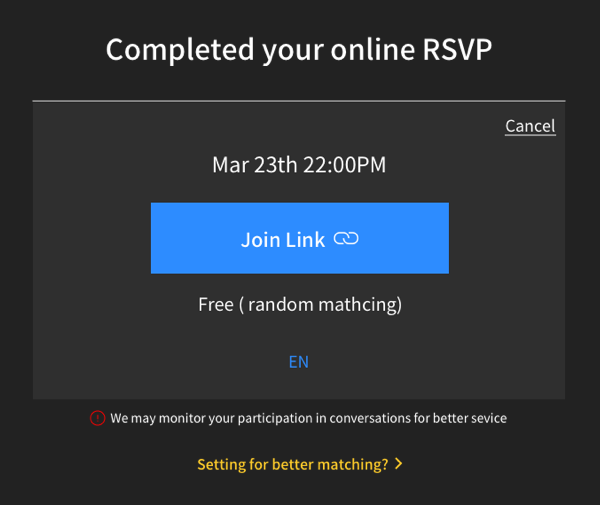 Completed your online RSVP
Cancel
Mar 23th 22:00PM
Join Link
Free ( random mathcing)
EN
We may monitor your participation in conversations for better sevice
Setting for better matching?